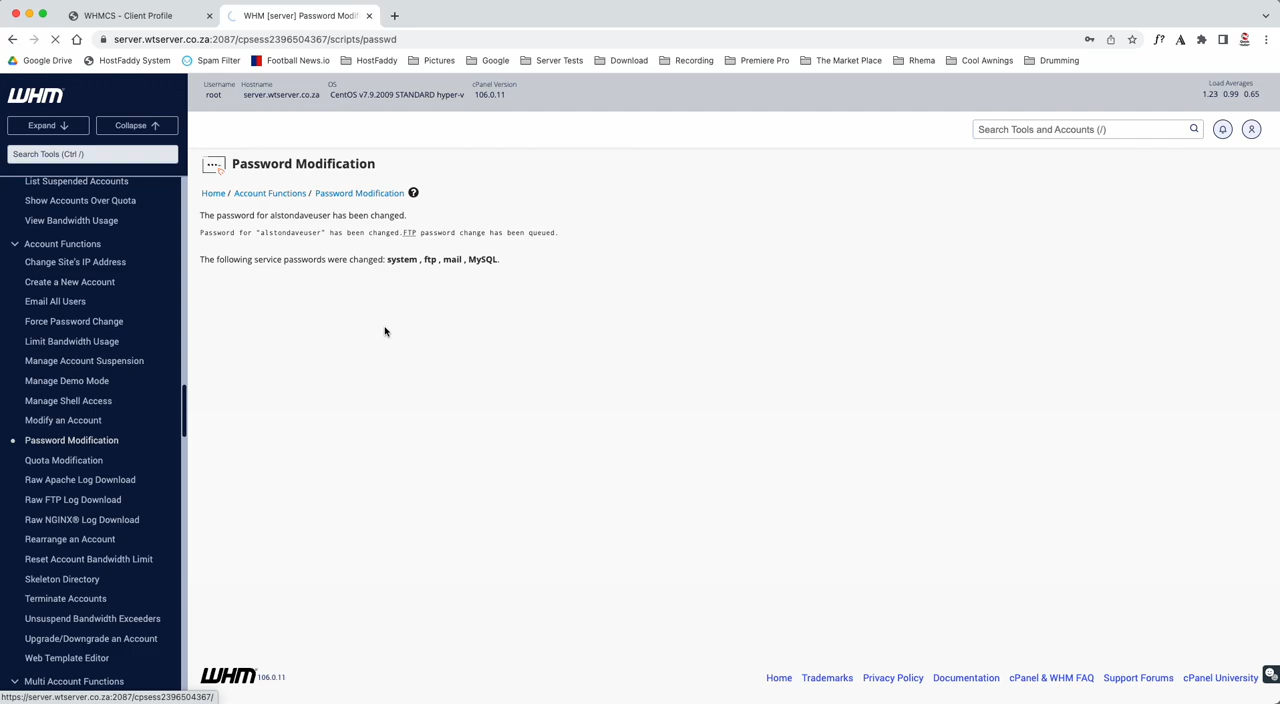 WHMCS - Client Profile
WHM [server] Password Modif
server.wtserver.co.za:2087/cpsess2396504367/scripts/passwd
Google Drive HostFaddy System Spam Filter Football News.io HostFaddy Pictures Google Server Tests Download Recording Premiere Pro The Market Place Rhema Cool Awnings Drumming
WHM
Username Hostname OS cPanel Version Load Averages
root server.wtserver.co.za CentOS v7.9.2009 STANDARD hyper-v 106.0.11 1.23 0.99 0.65
Expand Collapse
Search Tools and Accounts (/)
Search Tools (Ctrl /)
Password Modification
Home / Account Functions / Password Modification
The password for alstondaveuser has been changed.
Password for "alstondaveuser" has been changed.FTP password change has been queued.
The following service passwords were changed: system , ftp , mail , MySQL.
List Suspended Accounts
Show Accounts Over Quota
View Bandwidth Usage
Account Functions
Change Site's IP Address
Create a New Account
Email All Users
Force Password Change
Limit Bandwidth Usage
Manage Account Suspension
Manage Demo Mode
Manage Shell Access
Modify an Account
Password Modification
Quota Modification
Raw Apache Log Download
Raw FTP Log Download
Raw NGINX® Log Download
Rearrange an Account
Reset Account Bandwidth Limit
Skeleton Directory
Terminate Accounts
Unsuspend Bandwidth Exceeders
Upgrade/Downgrade an Account
Web Template Editor
Multi Account Functions
WHM 106.0.11
Home Trademarks Privacy Policy Documentation cPanel & WHM FAQ Support Forums cPanel University
https://server.wtserver.co.za:2087/cpsess2396504367/